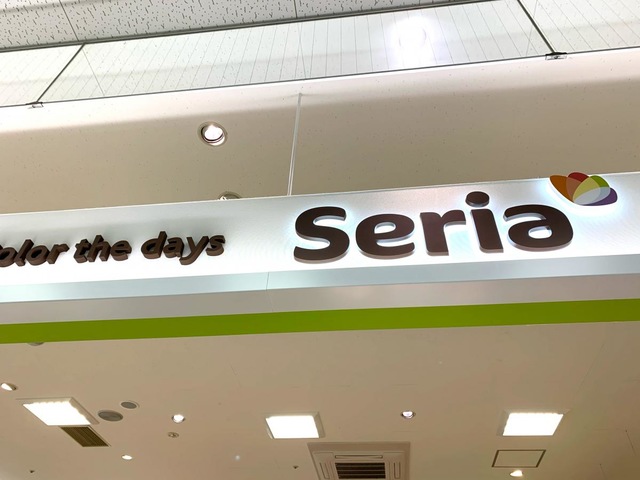 olor the days Seria